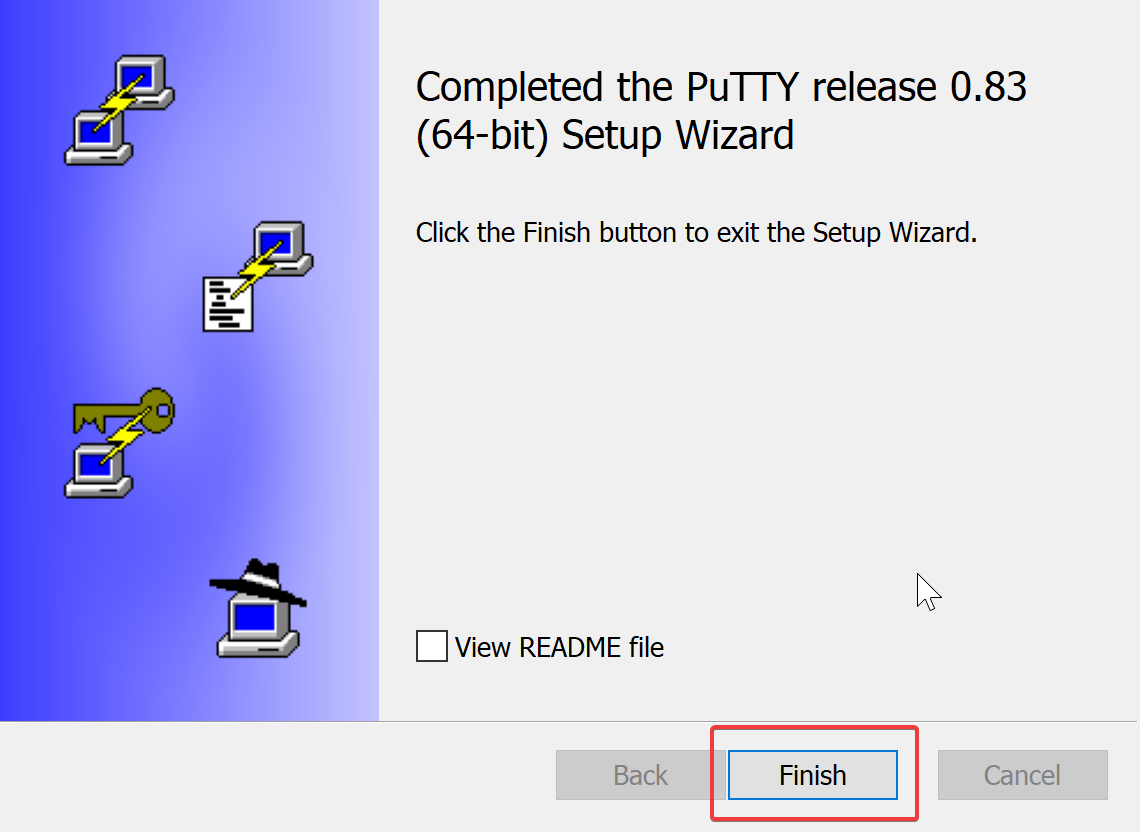 Completed the PuTTY release 0.83
(64-bit) Setup Wizard
Click the Finish button to exit the Setup Wizard.
View README file
Back
Finish
Cancel